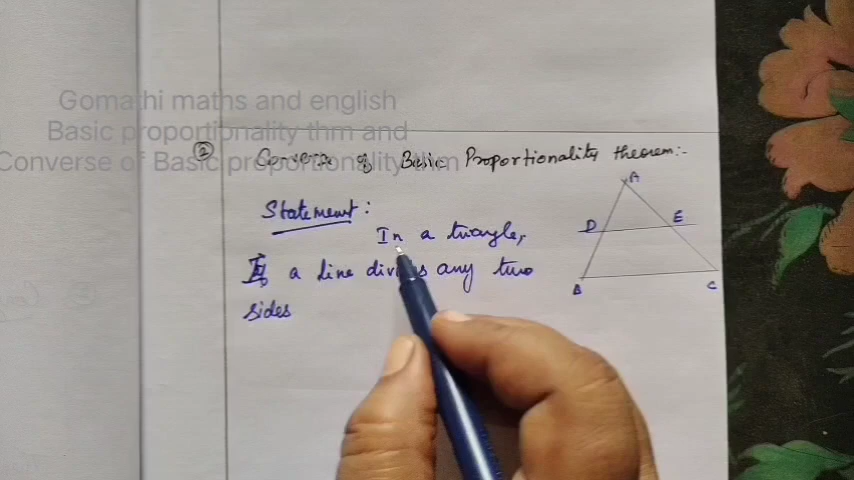 Gomathi maths and english
Basic proportionality thm and
Converse of Basic proportionality thm
② Converse of Basic Proportionality theorem:-
Statement:
In a triangle,
If a line divides any two
sides
A
D E
B C